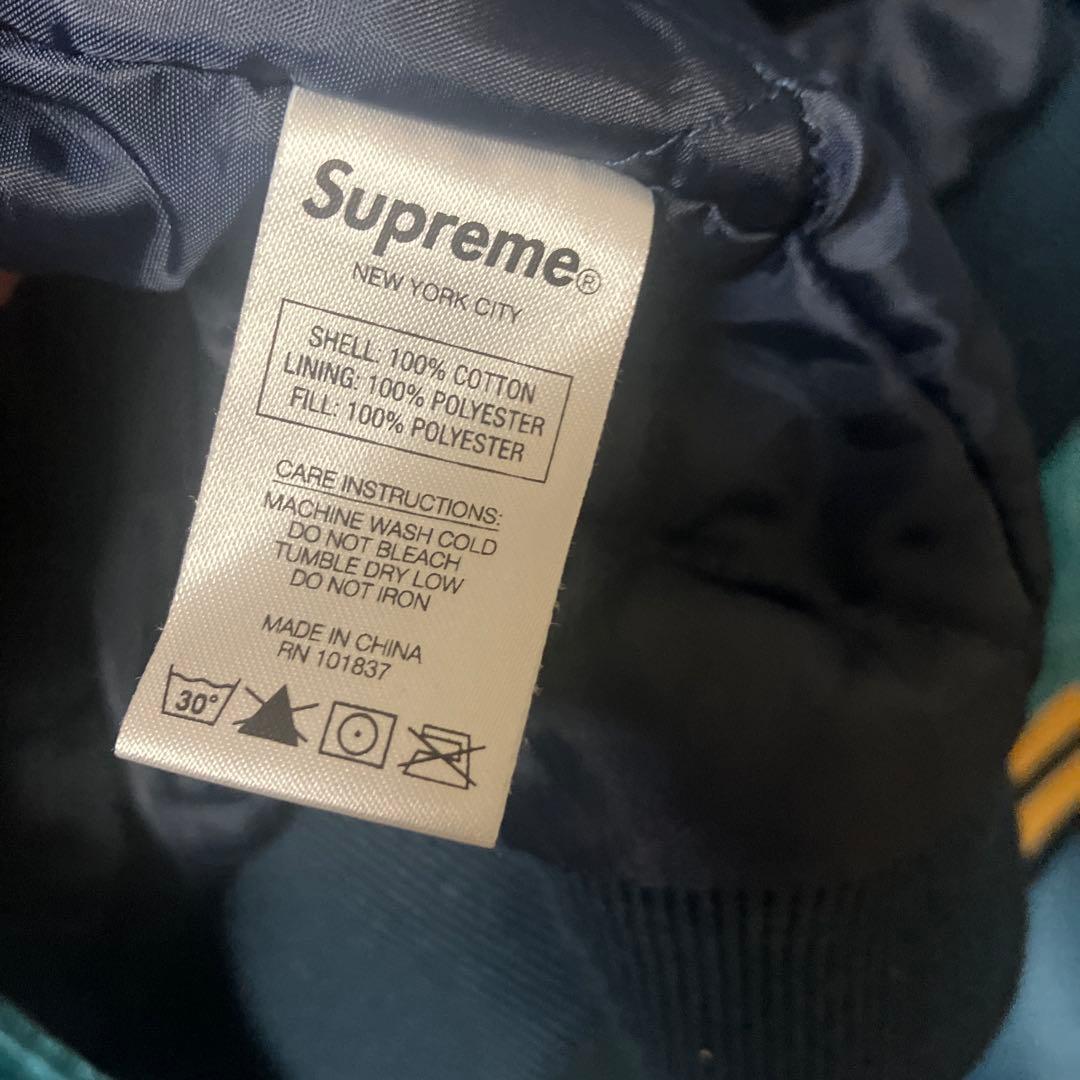 Supreme®
NEW YORK CITY
SHELL: 100% COTTON
LINING: 100% POLYESTER
FILL: 100% POLYESTER
CARE INSTRUCTIONS:
MACHINE WASH COLD
DO NOT BLEACH
TUMBLE DRY LOW
DO NOT IRON
MADE IN CHINA
RN 101837
30°